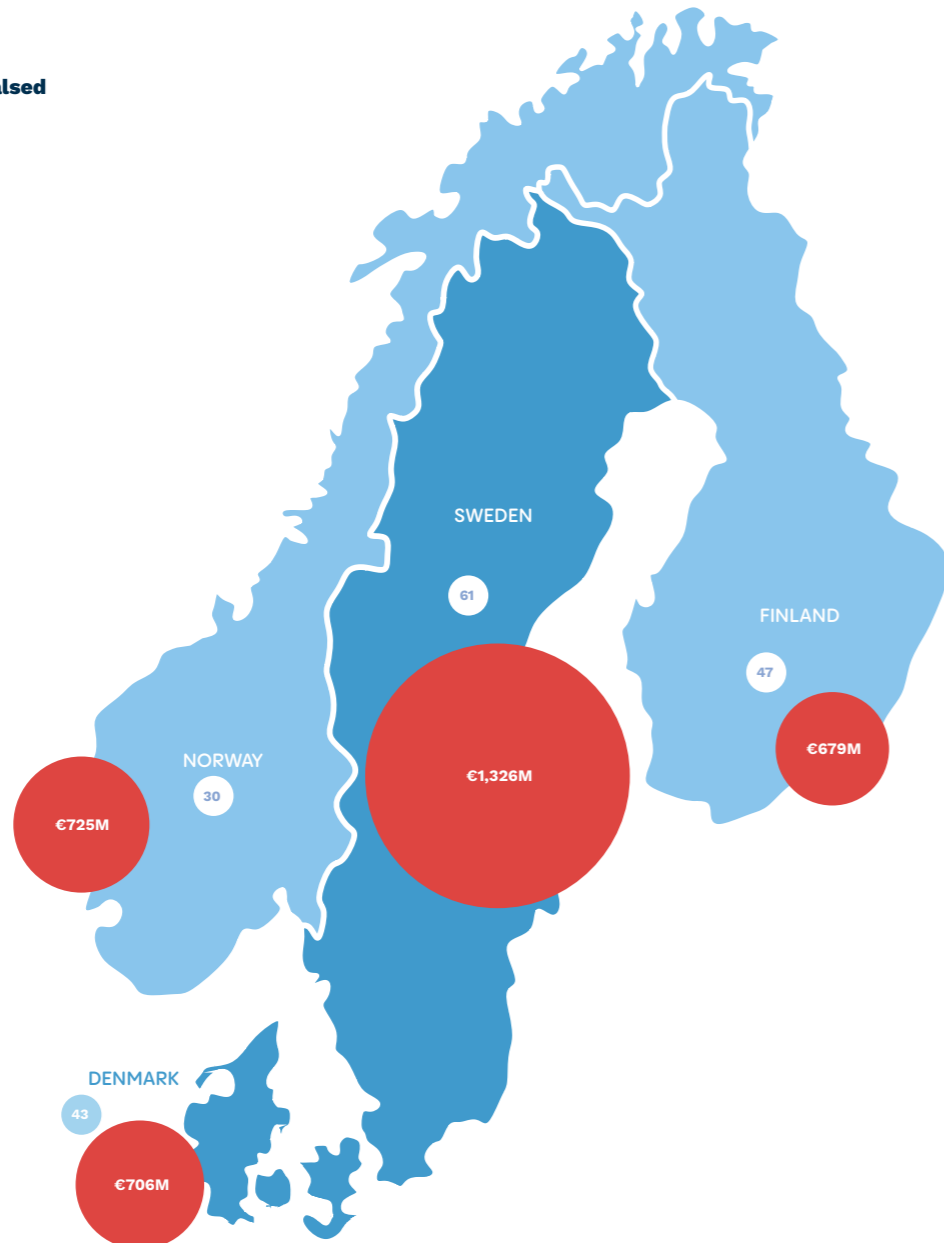 alsed
SWEDEN
61
FINLAND
47
€679M
€1,326M
NORWAY
30
€725M
DENMARK
43
€706M